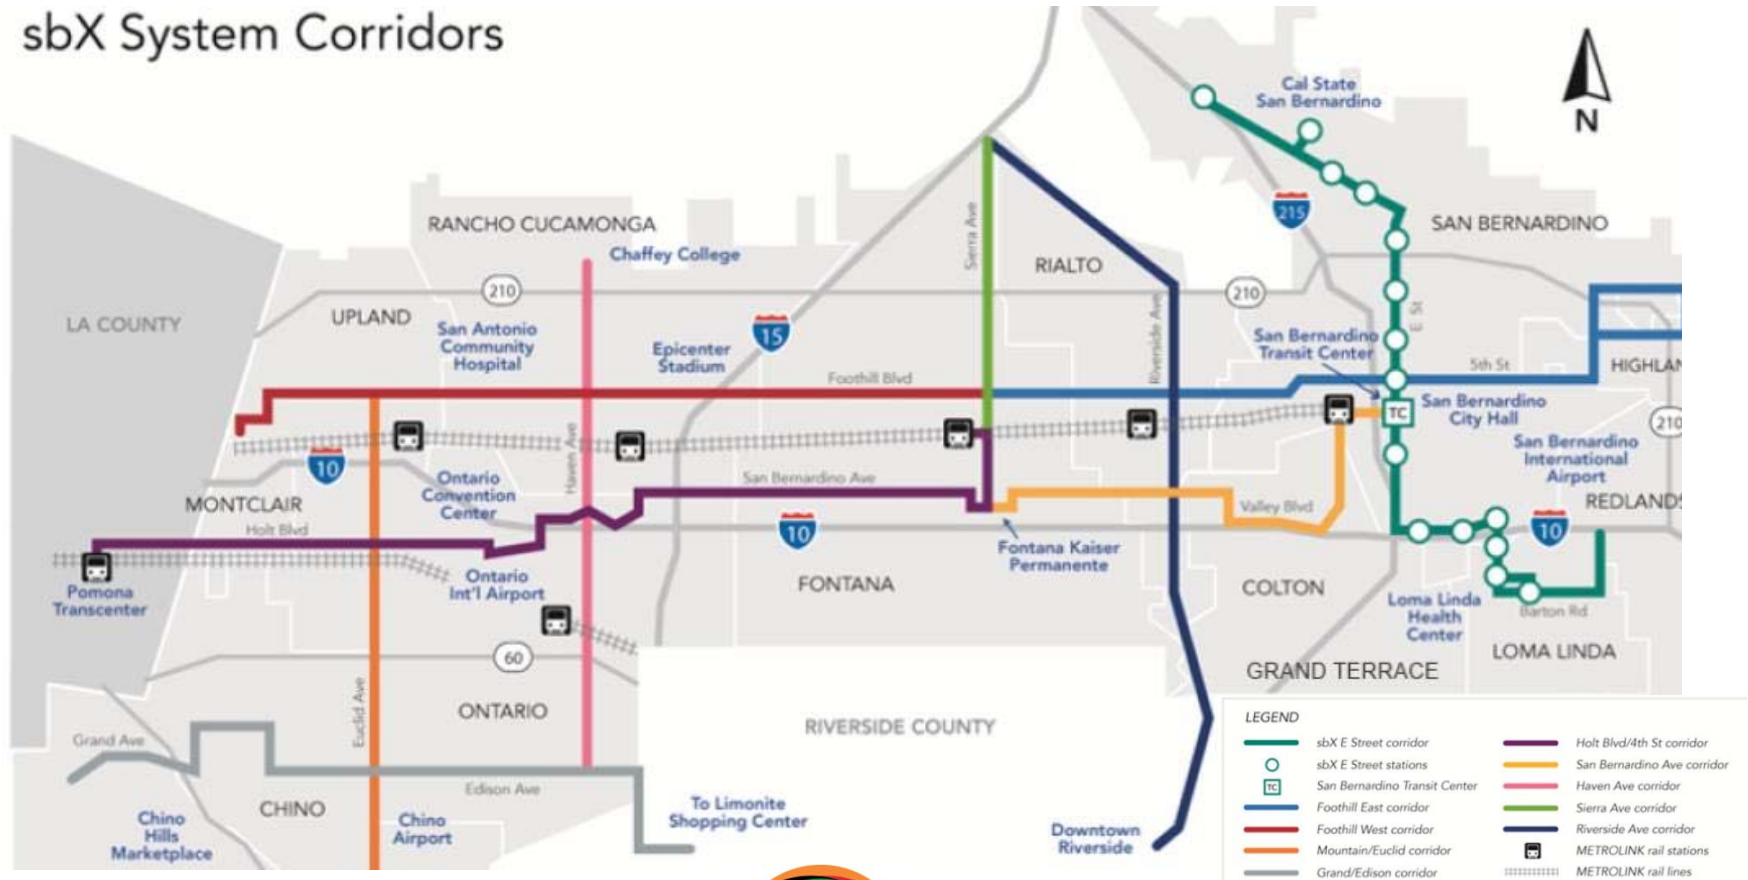 sbX System Corridors
Cal State
San Bernardino
N
215
RANCHO CUCAMONGA
SAN BERNARDINO
Chaffey College
Sierra Ave
RIALTO
210
210
LA COUNTY
UPLAND
San Antonio
Community
Hospital
15
Epicenter
Stadium
Riverside Ave
E St
San Bernardino
Transit Center
Foothill Blvd
5th St
HIGHLAN
TC
San Bernardino
City Hall
210
San Bernardino
International
Airport
10
Haven Ave
San Bernardino Ave
Ontario
Convention
Center
MONTCLAIR
Valley Blvd
REDLANDS
Holt Blvd
10
10
Fontana Kaiser
Permanente
Pomona
Transcenter
Ontario
Int'l Airport
FONTANA
COLTON
Loma Linda
Health
Center
Barton Rd
60
LOMA LINDA
GRAND TERRACE
Euclid Ave
ONTARIO
RIVERSIDE COUNTY
Grand Ave
Edison Ave
CHINO
Chino
Hills
Marketplace
Chino
Airport
To Limonite
Shopping Center
Downtown
Riverside
LEGEND
sbX E Street corridor
sbX E Street stations
TC
San Bernardino Transit Center
Foothill East corridor
Foothill West corridor
Mountain/Euclid corridor
Grand/Edison corridor
Holt Blvd/4th St corridor
San Bernardino Ave corridor
Haven Ave corridor
Sierra Ave corridor
Riverside Ave corridor
METROLINK rail stations
METROLINK rail lines